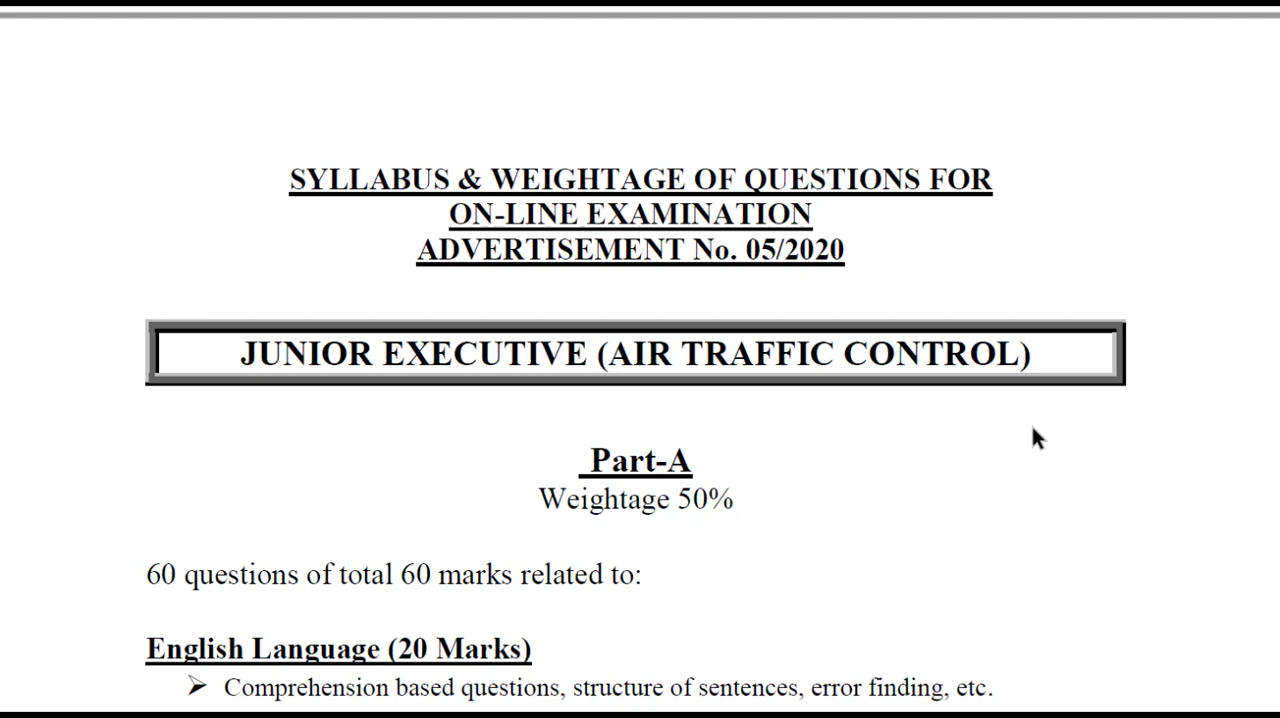 SYLLABUS & WEIGHTAGE OF QUESTIONS FOR
ON-LINE EXAMINATION
ADVERTISEMENT No. 05/2020
JUNIOR EXECUTIVE (AIR TRAFFIC CONTROL)
Part-A
Weightage 50%
60 questions of total 60 marks related to:
English Language (20 Marks)
➢ Comprehension based questions, structure of sentences, error finding, etc.